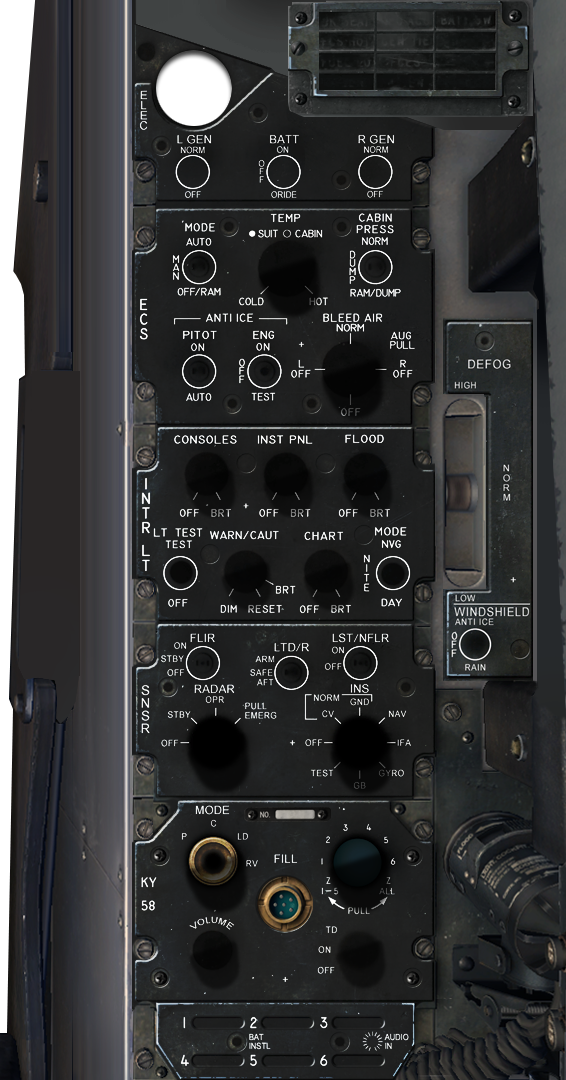 BATT SW
ELEC
L GEN BATT R GEN
NORM ON NORM
OFF
OFF ORIDE OFF
ECS
TEMP
MODE SUIT CABIN CABIN PRESS
AUTO NORM
MAN DUMP
OFF/RAM RAM/DUMP
COLD HOT
ANTI ICE BLEED AIR
PITOT ENG NORM
ON ON AUG PULL
OFF L OFF R OFF
AUTO TEST OFF
INTR LT
CONSOLES INST PNL FLOOD
OFF BRT OFF BRT OFF BRT
LT TEST WARN/CAUT CHART MODE
TEST NVG
NITE
BRT
OFF DAY
DIM RESET OFF BRT
SNSR
FLIR LTD/R LST/NFLR
ON ARM ON
STBY SAFE OFF
OFF AFT
RADAR INS
OPR NORM GND
STBY PULL EMERG CV NAV
OFF OFF IFA
TEST GYRO
GB
KY 58
MODE NO.
C
P LD
RV
FILL
3 4
2 5
1 6
Z 1-5 Z ALL
PULL
VOLUME
TD
ON
OFF
1 2 3
BAT INSTL AUDIO IN
4 5 6
DEFOG
HIGH
NORM
LOW
WINDSHIELD
ANTI ICE
OFF
RAIN